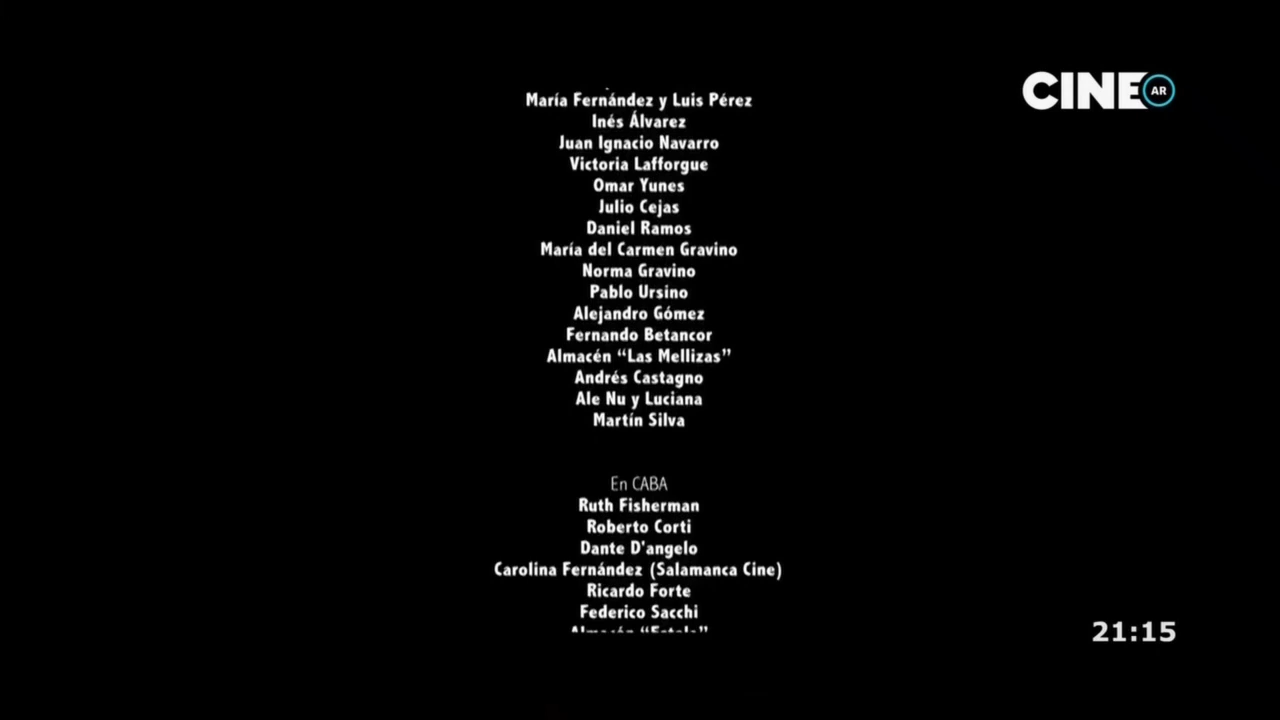 CINE AR
María Fernández y Luis Pérez
Inés Álvarez
Juan Ignacio Navarro
Victoria Lafforgue
Omar Yunes
Julio Cejas
Daniel Ramos
María del Carmen Gravino
Norma Gravino
Pablo Ursino
Alejandro Gómez
Fernando Betancor
Almacén “Las Mellizas”
Andrés Castagno
Ale Nu y Luciana
Martín Silva
En CABA
Ruth Fisherman
Roberto Corti
Dante D'angelo
Carolina Fernández (Salamanca Cine)
Ricardo Forte
Federico Sacchi
21:15